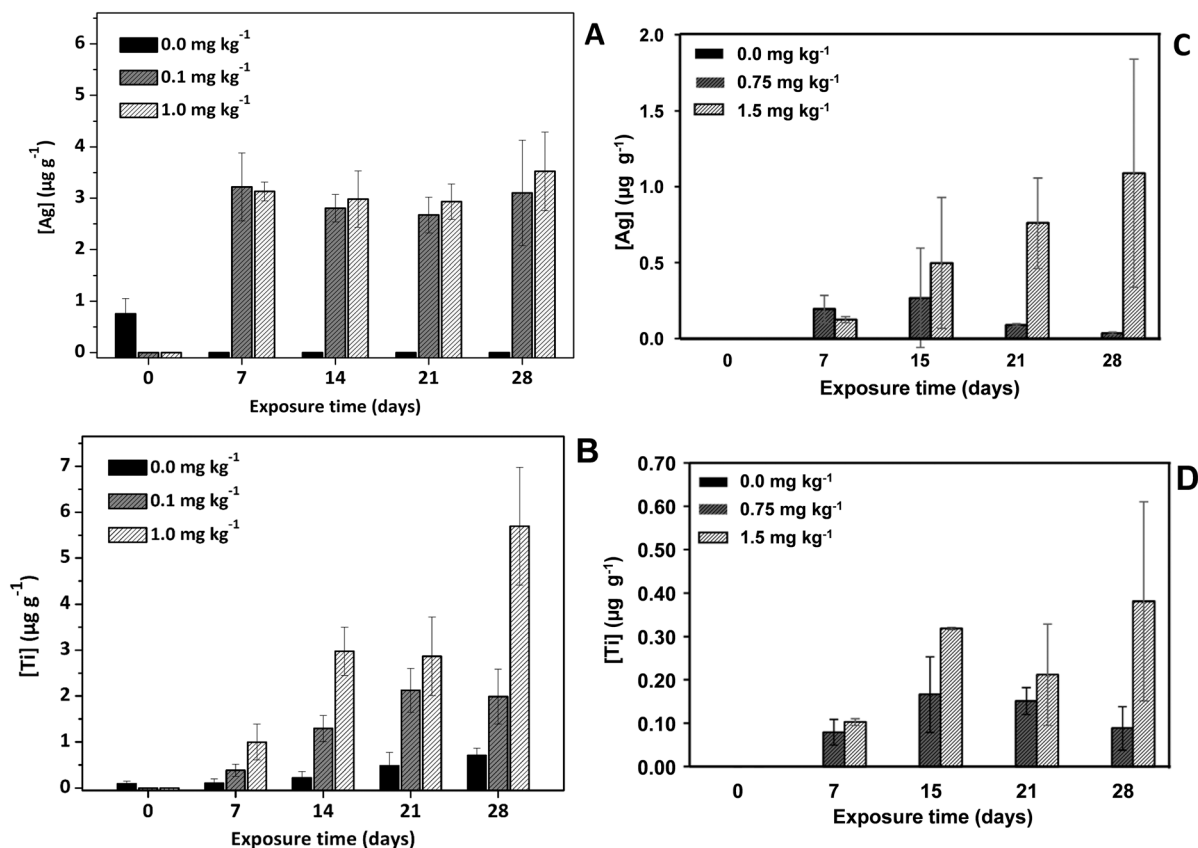 A
0.0 mg kg⁻¹
0.1 mg kg⁻¹
1.0 mg kg⁻¹
[Ag] (µg g⁻¹)
6
5
4
3
2
1
0
0 7 14 21 28
Exposure time (days)
C
0.0 mg kg⁻¹
0.75 mg kg⁻¹
1.5 mg kg⁻¹
[Ag] (µg g⁻¹)
2.0
1.5
1.0
0.5
0.0
0 7 15 21 28
Exposure time (days)
B
0.0 mg kg⁻¹
0.1 mg kg⁻¹
1.0 mg kg⁻¹
[Ti] (µg g⁻¹)
7
6
5
4
3
2
1
0
0 7 14 21 28
Exposure time (days)
D
0.0 mg kg⁻¹
0.75 mg kg⁻¹
1.5 mg kg⁻¹
[Ti] (µg g⁻¹)
0.70
0.60
0.50
0.40
0.30
0.20
0.10
0.00
0 7 15 21 28
Exposure time (days)